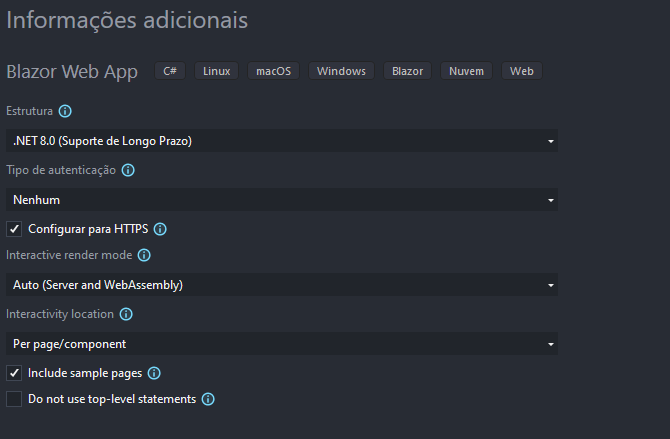 Informações adicionais
Blazor Web App C# Linux macOS Windows Blazor Nuvem Web
Estrutura
.NET 8.0 (Suporte de Longo Prazo)
Tipo de autenticação
Nenhum
Configurar para HTTPS
Interactive render mode
Auto (Server and WebAssembly)
Interactivity location
Per page/component
Include sample pages
Do not use top-level statements